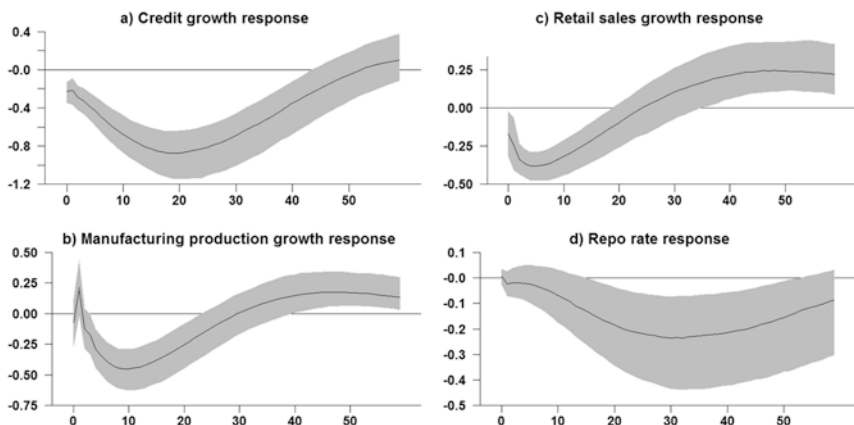 a) Credit growth response
0.4
-0.0
-0.4
-0.8
-1.2
0 10 20 30 40 50
c) Retail sales growth response
0.25
0.00
-0.25
-0.50
0 10 20 30 40 50
b) Manufacturing production growth response
0.50
0.25
0.00
-0.25
-0.50
-0.75
0 10 20 30 40 50
d) Repo rate response
0.1
-0.0
-0.1
-0.2
-0.3
-0.4
-0.5
0 10 20 30 40 50